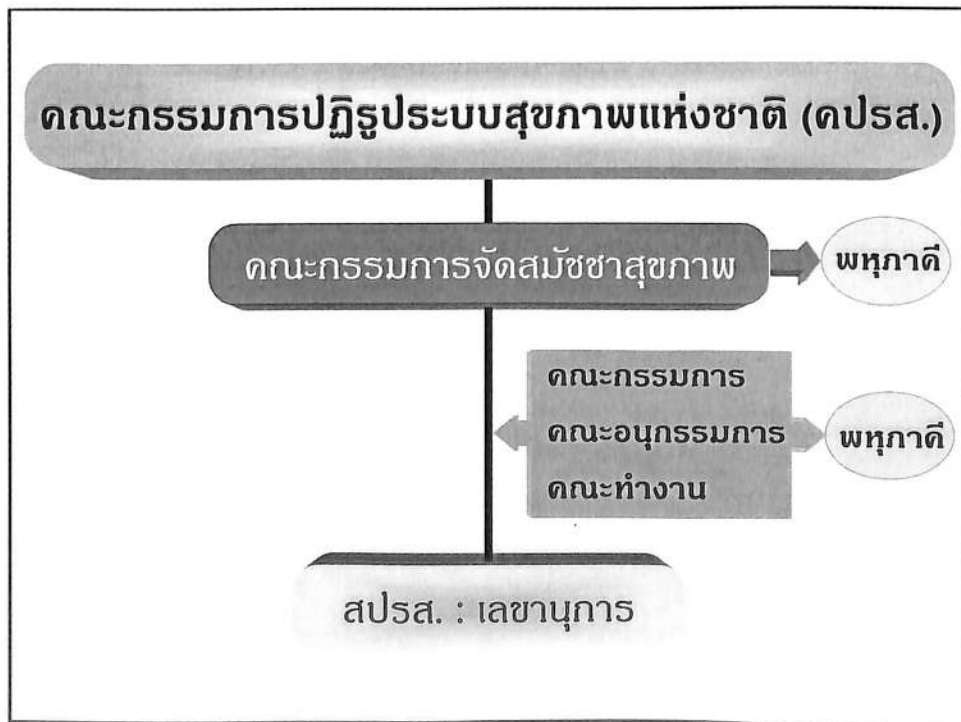 คณะกรรมการปฏิรูประบบสุขภาพแห่งชาติ (คปรส.)
คณะกรรมการจัดสมัชชาสุขภาพ
พหุภาคี
คณะกรรมการ
คณะอนุกรรมการ
คณะทำงาน
พหุภาคี
สปรส. : เลขานุการ